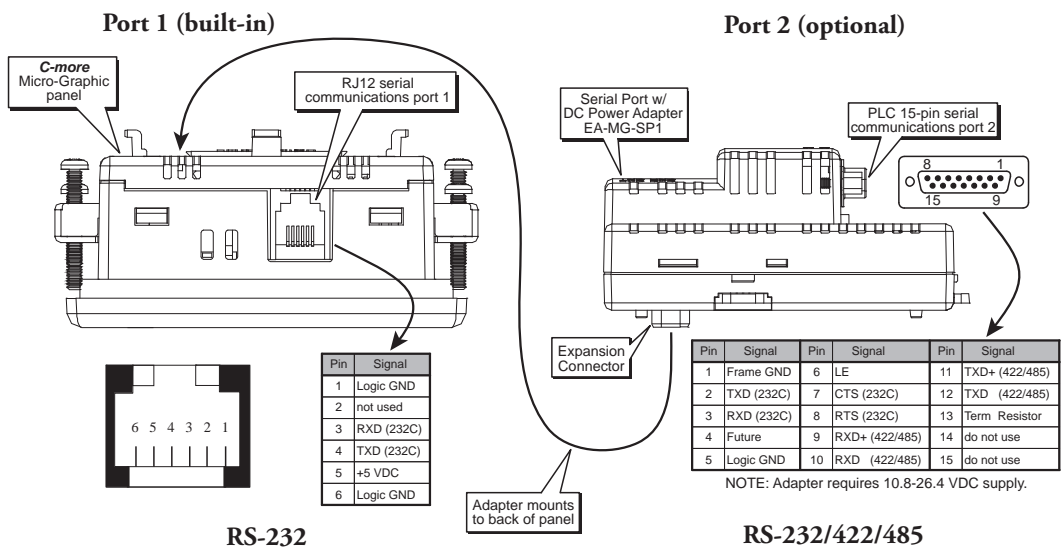 Port 1 (built-in)
Port 2 (optional)
C-more
Micro-Graphic
panel
RJ12 serial
communications port 1
Serial Port w/
DC Power Adapter
EA-MG-SP1
PLC 15-pin serial
communications port 2
8 1
15 9
Expansion
Connector
6 5 4 3 2 1
Pin Signal
1 Logic GND
2 not used
3 RXD (232C)
4 TXD (232C)
5 +5 VDC
6 Logic GND
Pin Signal Pin Signal Pin Signal
1 Frame GND 6 LE 11 TXD+ (422/485)
2 TXD (232C) 7 CTS (232C) 12 TXD (422/485)
3 RXD (232C) 8 RTS (232C) 13 Term Resistor
4 Future 9 RXD+ (422/485) 14 do not use
5 Logic GND 10 RXD (422/485) 15 do not use
NOTE: Adapter requires 10.8-26.4 VDC supply.
Adapter mounts
to back of panel
RS-232
RS-232/422/485